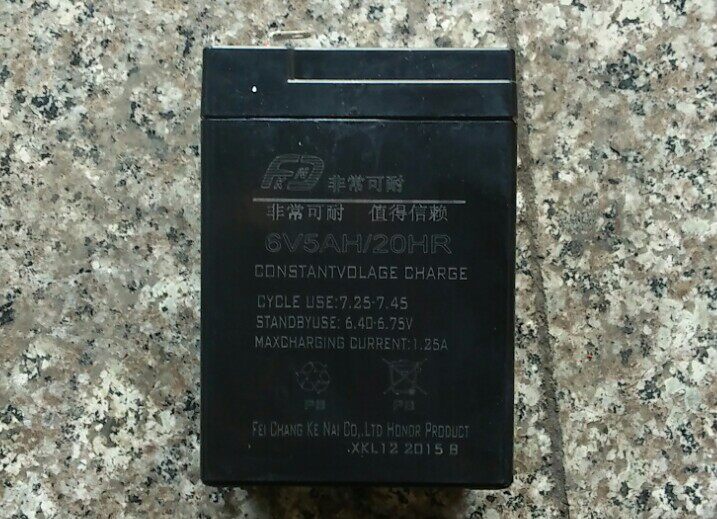 非常可耐
非常可耐 值得信赖
6V5AH/20HR
CONSTANTVOLAGE CHARGE
CYCLE USE:7.25-7.45
STANDBYUSE: 6.40-6.75V
MAXCHARGING CURRENT:1.25A
PB PB
FEI CHANG KE NAI CO,.LTD HONOR PRODUCT
.XKL12 2015 B